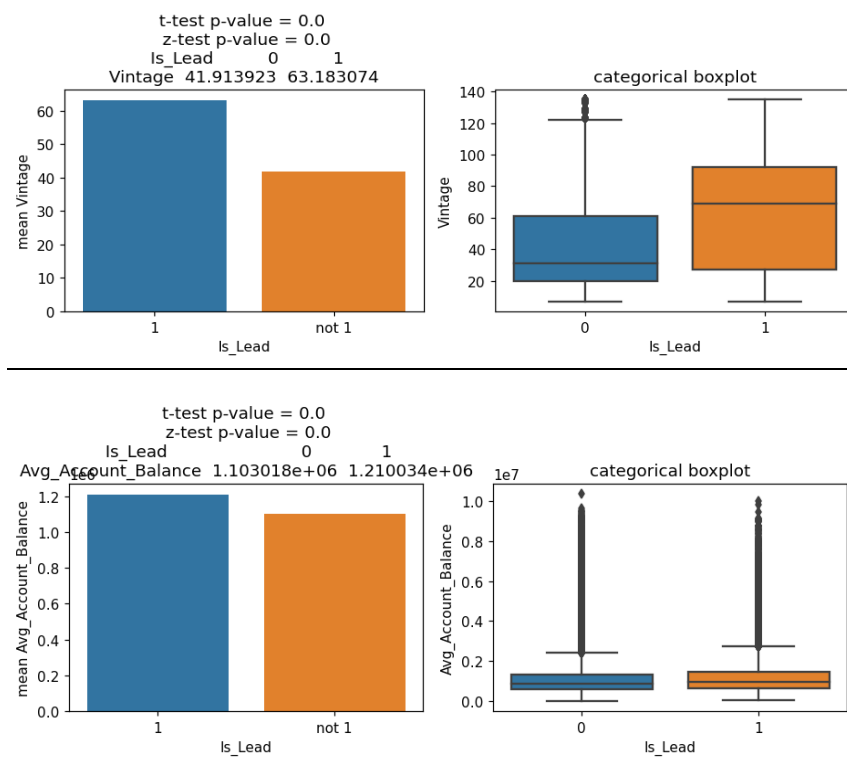 t-test p-value = 0.0
z-test p-value = 0.0
Is_Lead 0 1
Vintage 41.913923 63.183074
mean Vintage
60
50
40
30
20
10
0
1 not 1
Is_Lead
categorical boxplot
Vintage
140
120
100
80
60
40
20
0 1
Is_Lead
t-test p-value = 0.0
z-test p-value = 0.0
Is_Lead 0 1
Avg_Account_Balance 1.103018e+06 1.210034e+06
1e6
mean Avg_Account_Balance
1.2
1.0
0.8
0.6
0.4
0.2
0.0
1 not 1
Is_Lead
categorical boxplot
1e7
Avg_Account_Balance
1.0
0.8
0.6
0.4
0.2
0.0
0 1
Is_Lead